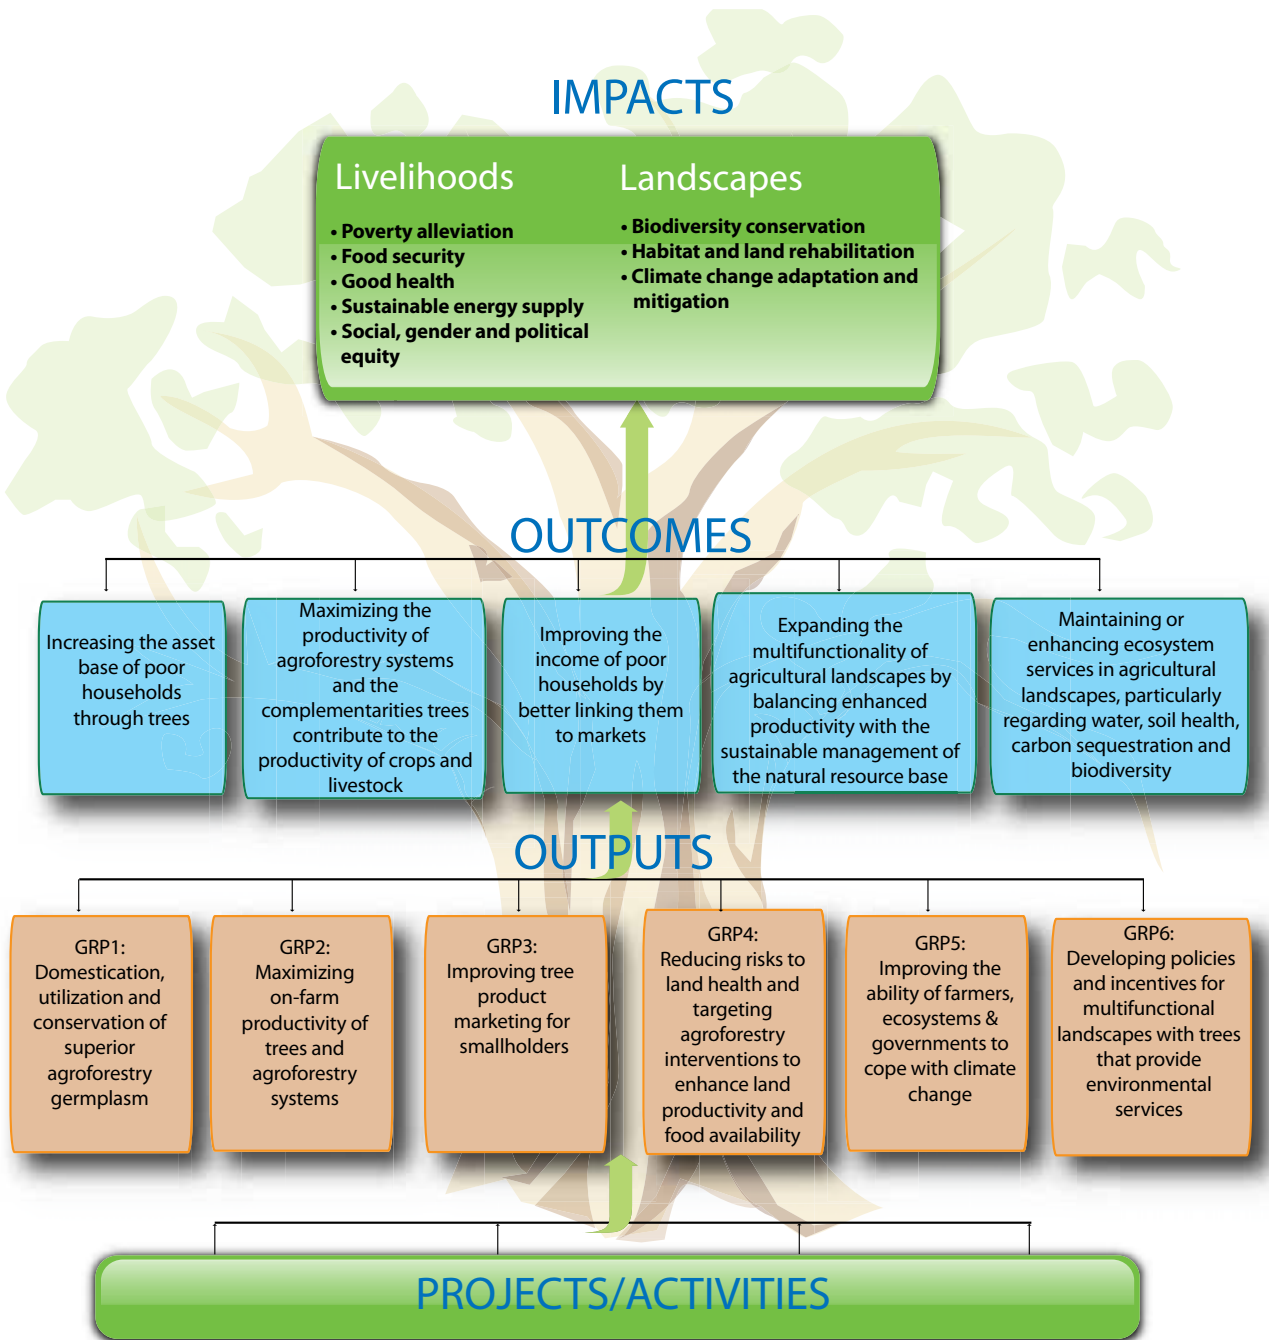 IMPACTS
Livelihoods
• Poverty alleviation
• Food security
• Good health
• Sustainable energy supply
• Social, gender and political
equity
Landscapes
• Biodiversity conservation
• Habitat and land rehabilitation
• Climate change adaptation and
mitigation
OUTCOMES
Increasing the asset
base of poor
households
through trees
Maximizing the
productivity of
agroforestry systems
and the
complementarities trees
contribute to the
productivity of crops and
livestock
Improving the
income of poor
households by
better linking them
to markets
Expanding the
multifunctionality of
agricultural landscapes by
balancing enhanced
productivity with the
sustainable management of
the natural resource base
Maintaining or
enhancing ecosystem
services in agricultural
landscapes, particularly
regarding water, soil health,
carbon sequestration and
biodiversity
OUTPUTS
GRP1:
Domestication,
utilization and
conservation of
superior
agroforestry
germplasm
GRP2:
Maximizing
on-farm
productivity of
trees and
agroforestry
systems
GRP3:
Improving tree
product
marketing for
smallholders
GRP4:
Reducing risks to
land health and
targeting
agroforestry
interventions to
enhance land
productivity and
food availability
GRP5:
Improving the
ability of farmers,
ecosystems &
governments to
cope with climate
change
GRP6:
Developing policies
and incentives for
multifunctional
landscapes with trees
that provide
environmental
services
PROJECTS/ACTIVITIES